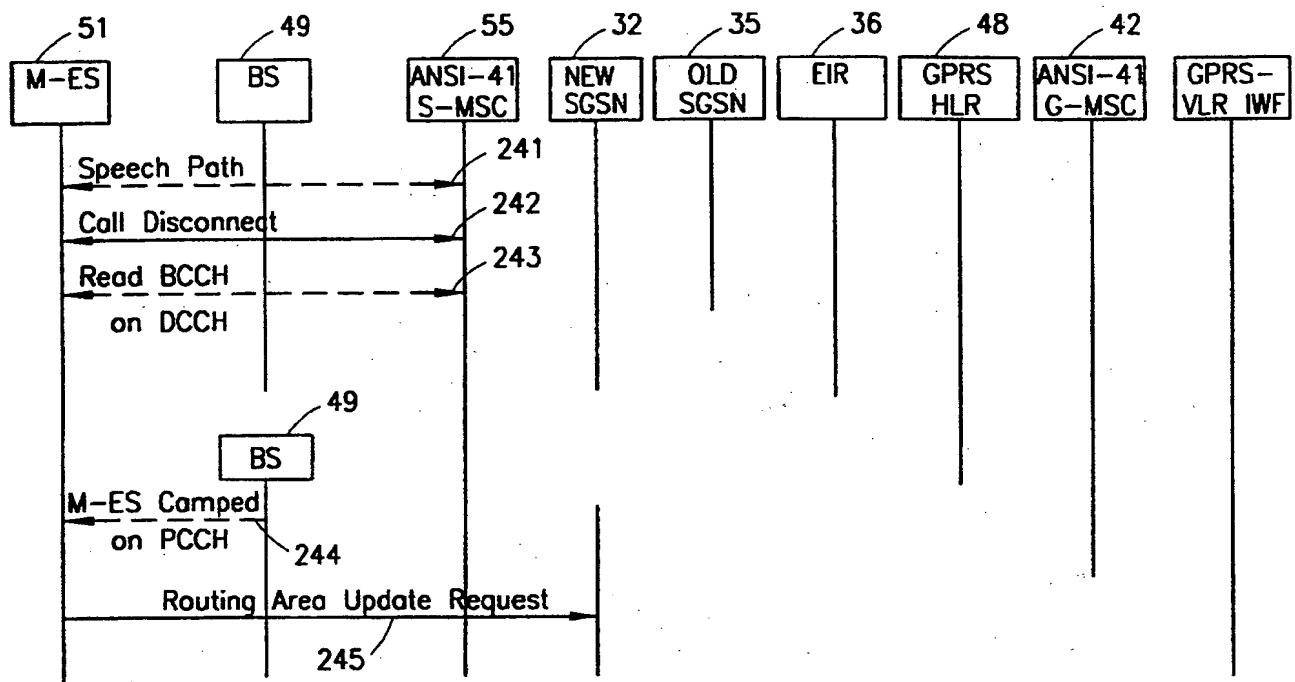 51 49 55 32 35 36 48 42
M-ES BS ANSI-41 NEW OLD EIR GPRS ANSI-41 GPRS-
S-MSC SGSN SGSN HLR G-MSC VLR IWF
Speech Path 241
Call Disconnect 242
Read BCCH 243
on DCCH
49
BS
M-ES Camped
on PCCH 244
Routing Area Update Request
245